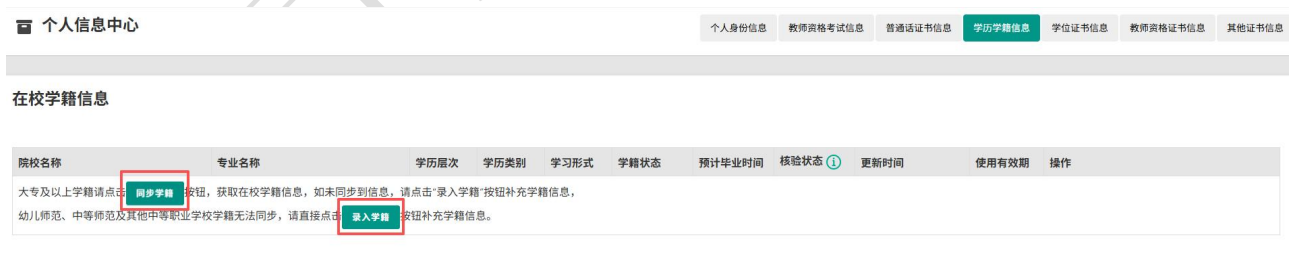 个人信息中心
个人身份信息 教师资格考试信息 普通话证书信息 学历学籍信息 学位证书信息 教师资格证书信息 其他证书信息
在校学籍信息
院校名称 专业名称 学历层次 学历类别 学习形式 学籍状态 预计毕业时间 核验状态 更新时间 使用有效期 操作
大专及以上学籍请点击 同步学籍 按钮，获取在校学籍信息，如未同步到信息，请点击“录入学籍”按钮补充学籍信息，
幼儿师范、中等师范及其他中等职业学校学籍无法同步，请直接点击 录入学籍 按钮补充学籍信息。